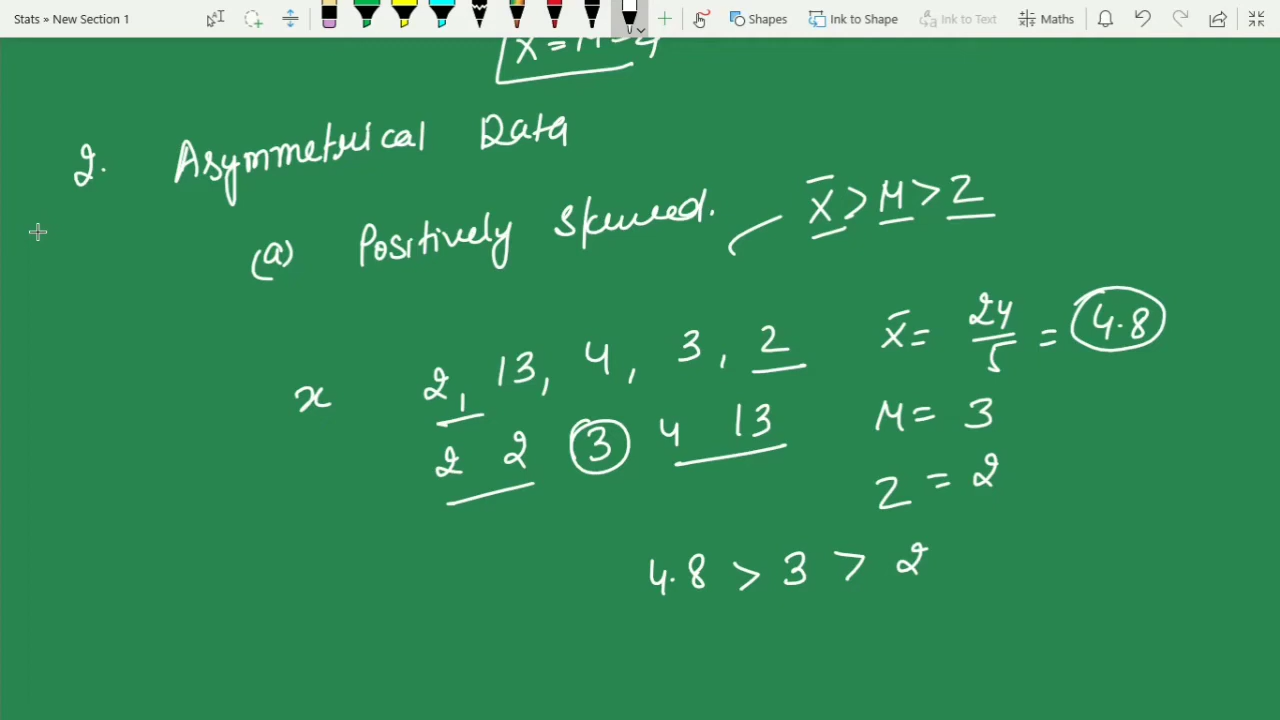 Stats » New Section 1 Shapes Ink to Shape Ink to Text Maths
X̄ = M = Z
2. Asymmetrical Data
(a) Positively Skewed. X̄ > M > Z
x 2, 13, 4, 3, 2 X̄ = 24/5 = 4.8
2 2 3 4 13 M = 3
Z = 2
4.8 > 3 > 2